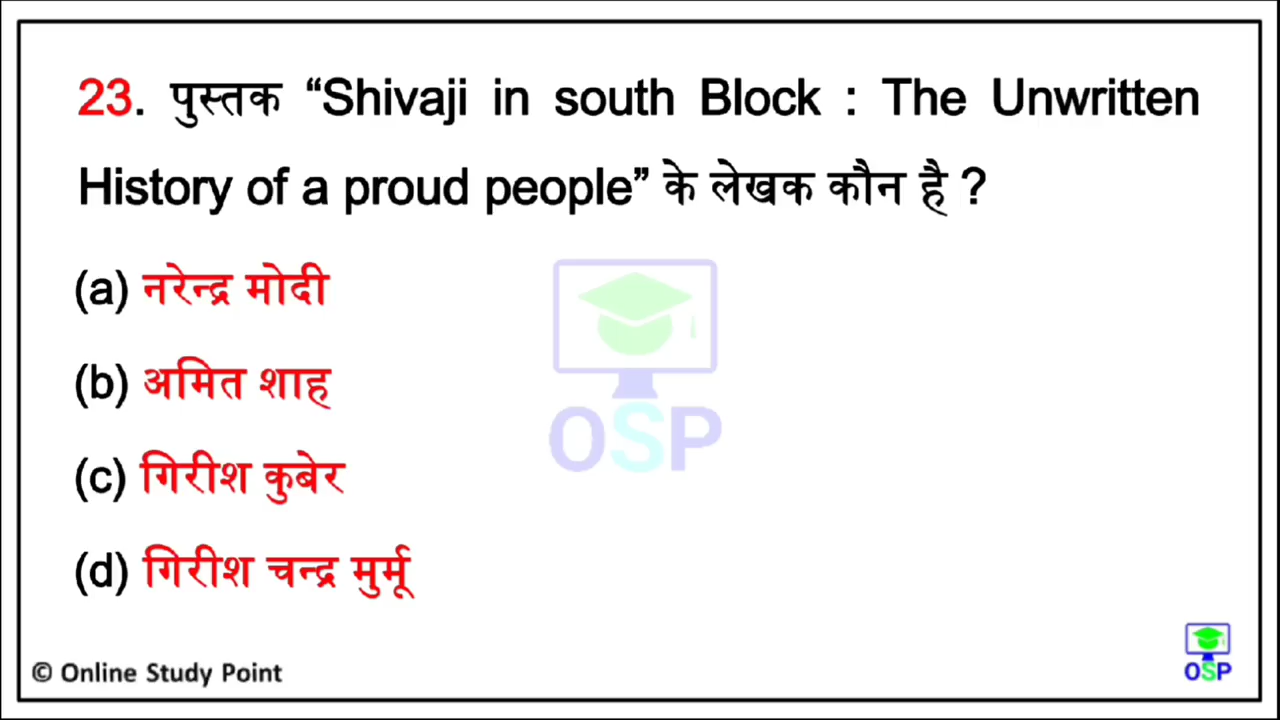 23. पुस्तक “Shivaji in south Block : The Unwritten
History of a proud people” के लेखक कौन है ?
(a) नरेन्द्र मोदी
(b) अमित शाह
(c) गिरीश कुबेर
(d) गिरीश चन्द्र मुर्मू
OSP
© Online Study Point
OSP